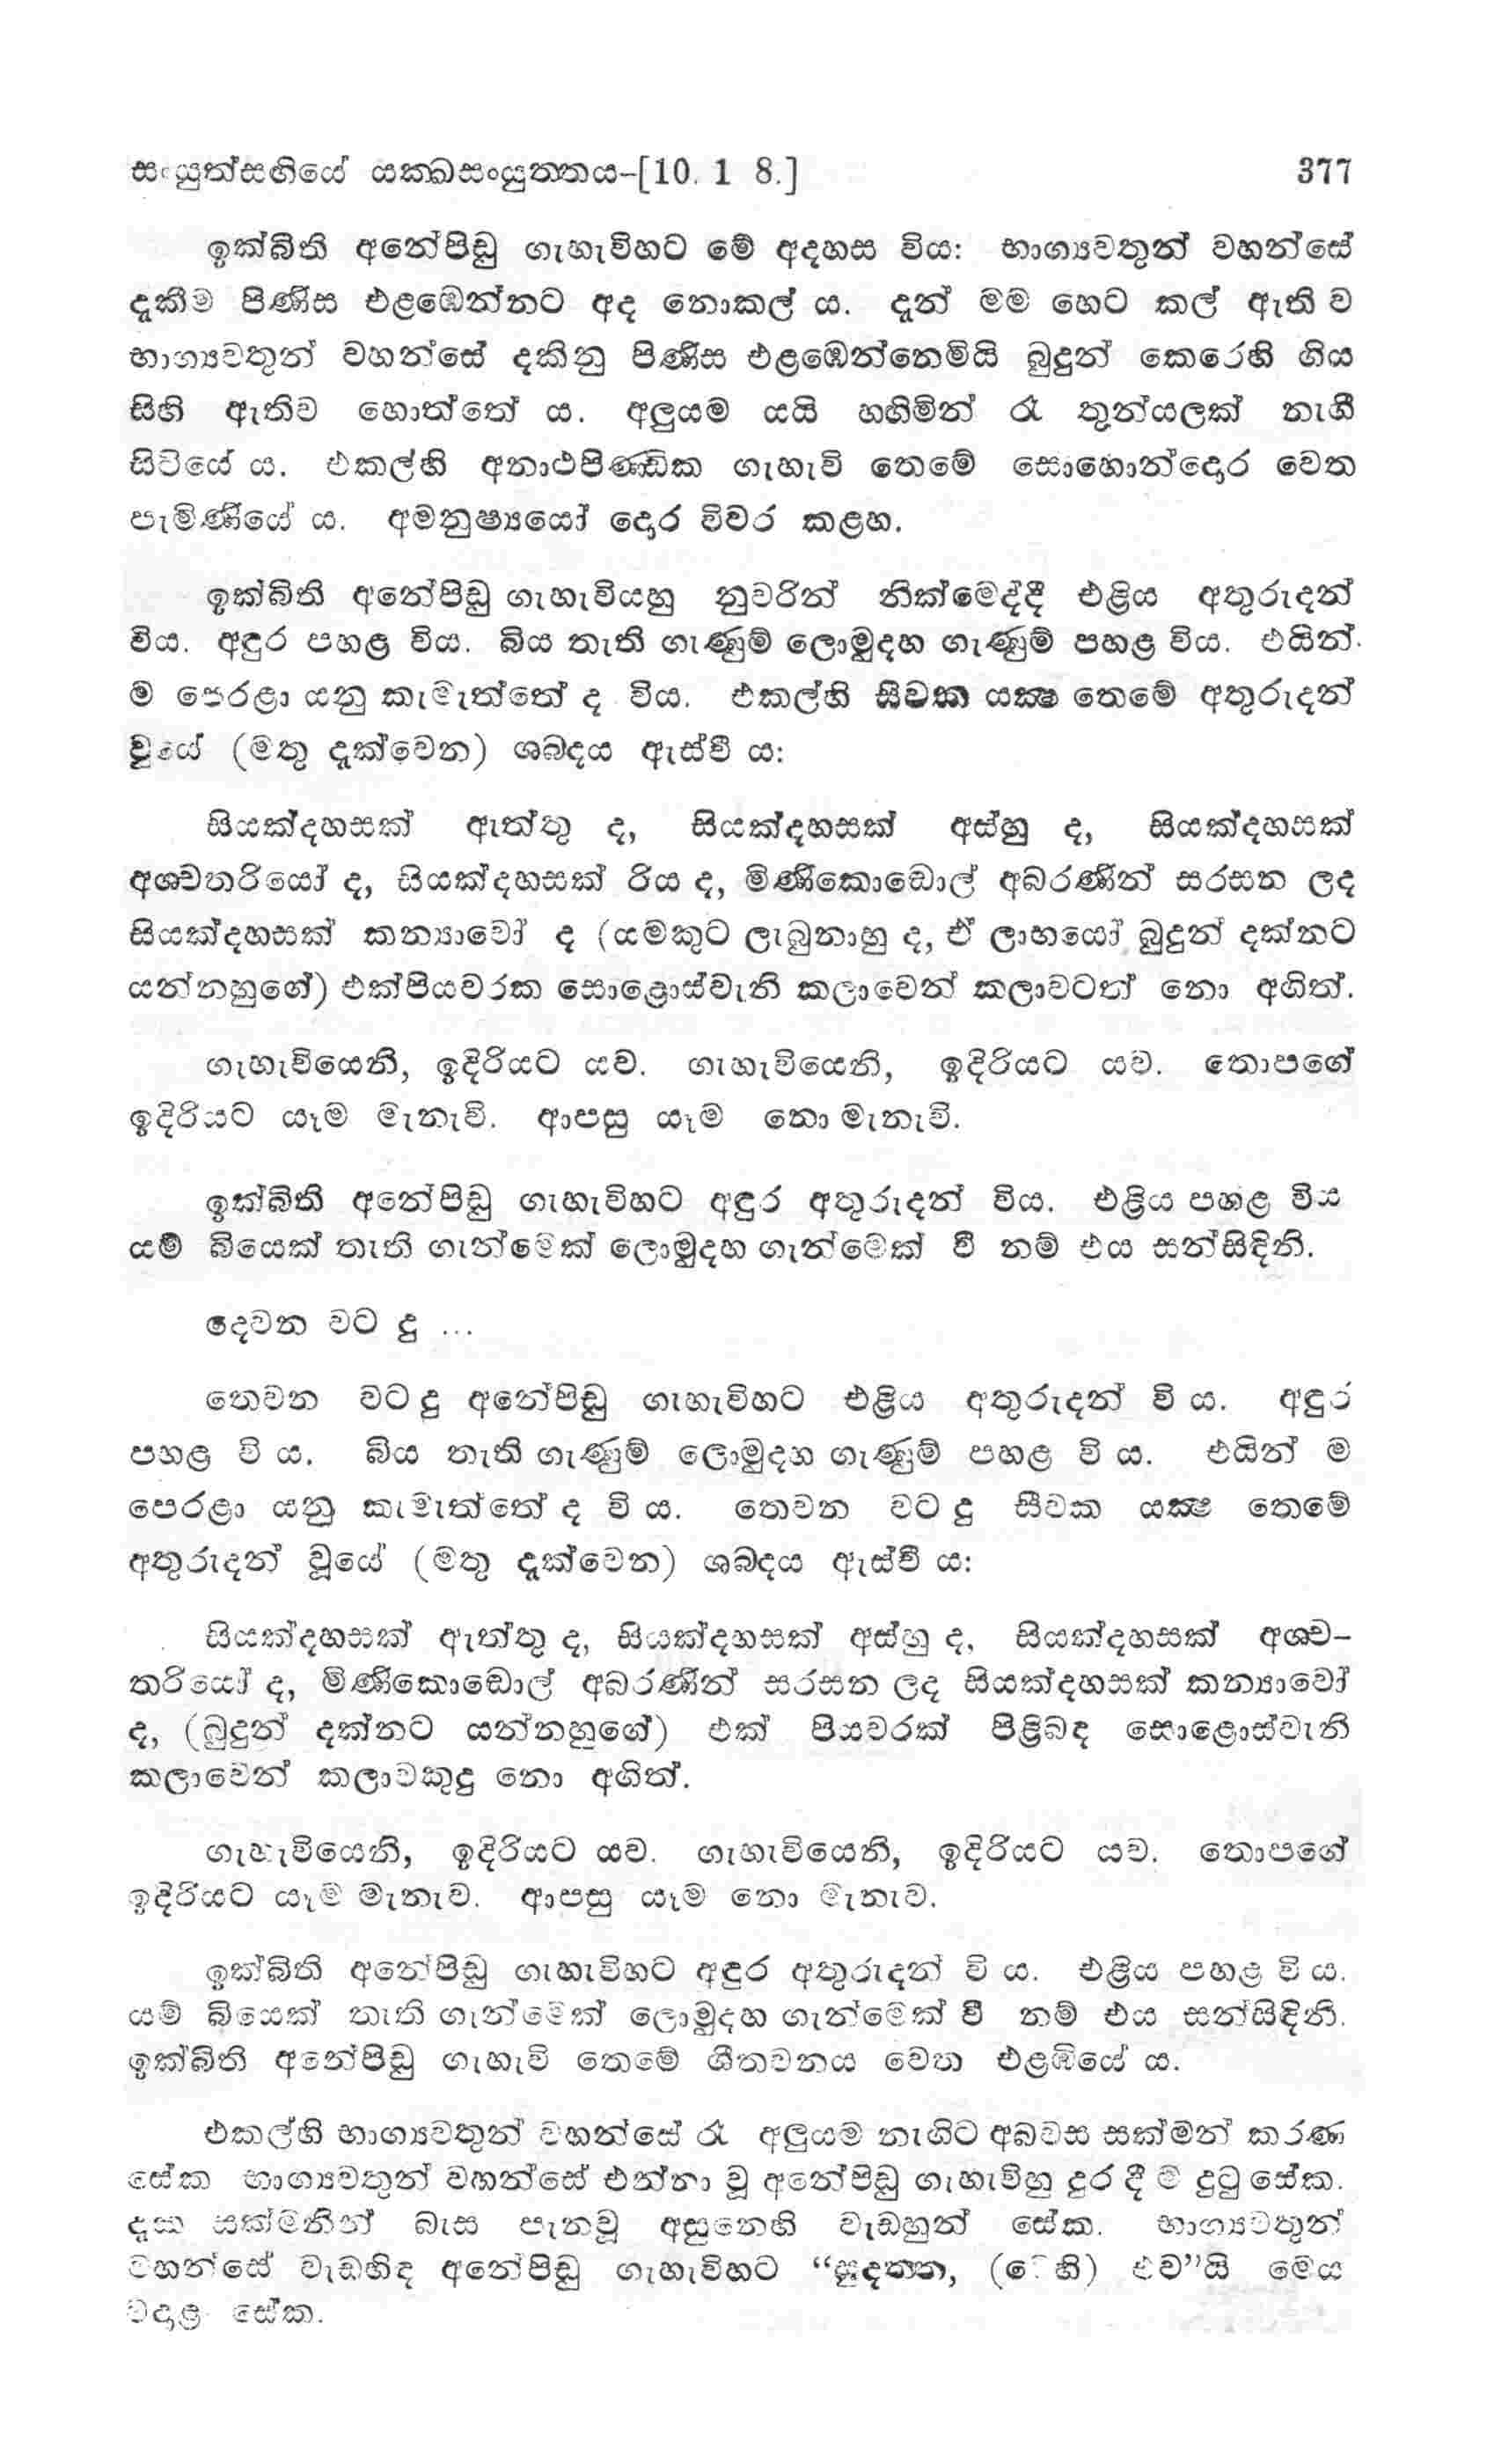 සංයුත්සඟියේ යක්ඛසංයුත්තය-[10. 1 8.] 377
ඉක්බිති අනේපිඬු ගැහැවිහට මේ අදහස විය: භාග්‍යවතුන් වහන්සේ
දැකීම පිණිස එළඹෙන්නට අද නොකල් ය. දැන් මම හෙට කල් ඇති ව
භාග්‍යවතුන් වහන්සේ දකිනු පිණිස එළඹෙන්නෙමියි බුදුන් කෙරෙහි ගිය
සිහි ඇතිව හොත්තේ ය. අලුයම යයි හඟිමින් රෑ තුන්යලක් නැගී
සිටියේ ය. එකල්හි අනාථපිණ්ඩික ගැහැවි තෙමේ සොහොන්දොර වෙත
පැමිණියේ ය. අමනුෂ්‍යයෝ දොර විවර කළහ.
ඉක්බිති අනේපිඬු ගැහැවියහු නුවරින් නික්මෙද්දී එළිය අතුරුදන්
විය. අඳුර පහළ විය. බිය තැති ගැණුම් ලොමුදහ ගැණුම් පහළ විය. එයින්-
ම පෙරළා යනු කැමැත්තේ ද විය. එකල්හි සීවක යක්ෂ තෙමේ අතුරුදන්
වූයේ (මතු දැක්වෙන) ශබ්දය ඇස්වී ය:
සියක්දහසක් ඇත්තු ද, සියක්දහසක් අස්හු ද, සියක්දහසක්
අශ්වතරියෝ ද, සියක්දහසක් රිය ද, මිණිකොඬොල් අබරණින් සරසන ලද
සියක්දහසක් කන්‍යාවෝ ද (යමකුට ලැබුනාහු ද, ඒ ලාභයෝ බුදුන් දක්නට
යන්නහුගේ) එක්පියවරක සොළොස්වැනි කලාවෙන් කලාවටත් නො අගිත්.
ගැහැවියෙනි, ඉදිරියට යව. ගැහැවියෙනි, ඉදිරියට යව. තොපගේ
ඉදිරියට යෑම මැනැවි. ආපසු යෑම නො මැනැවි.
ඉක්බිති අනේපිඬු ගැහැවිහට අඳුර අතුරුදන් විය. එළිය පහළ විය
යම් බියෙක් තැති ගැන්මෙක් ලොමුදහ ගැන්මෙක් වී නම් එය සන්සිඳිනි.
දෙවන වට දු ...
තෙවන වට දු අනේපිඬු ගැහැවිහට එළිය අතුරුදන් වි ය. අඳුර
පහළ වි ය. බිය තැති ගැණුම් ලොමුදහ ගැණුම් පහළ වි ය. එයින් ම
පෙරළා යනු කැමැත්තේ ද වි ය. තෙවන වට දු සීවක යක්ෂ තෙමේ
අතුරුදන් වූයේ (මතු දැක්වෙන) ශබ්දය ඇස්වී ය:
සියක්දහසක් ඇත්තු ද, සියක්දහසක් අස්හු ද, සියක්දහසක් අශ්ව-
තරියෝ ද, මිණිකොඬොල් අබරණින් සරසන ලද සියක්දහසක් කන්‍යාවෝ
ද, (බුදුන් දක්නට යන්නහුගේ) එක් පියවරක් පිළිබඳ සොළොස්වැනි
කලාවෙන් කලාවකුදු නො අගිත්.
ගැහැවියෙනි, ඉදිරියට යව. ගැහැවියෙනි, ඉදිරියට යව. තොපගේ
ඉදිරියට යෑම මැනැව. ආපසු යෑම නො මැනැව.
ඉක්බිති අනේපිඬු ගැහැවිහට අඳුර අතුරුදන් වි ය. එළිය පහළ වි ය.
යම් බියෙක් තැති ගැන්මෙක් ලොමුදහ ගැන්මෙක් වී නම් එය සන්සිඳිනි.
ඉක්බිති අනේපිඬු ගැහැවි තෙමේ ශීතවනය වෙත එළඹියේ ය.
එකල්හි භාග්‍යවතුන් වහන්සේ රෑ අලුයම නැගිට අබවස සක්මන් කරණ
සේක භාග්‍යවතුන් වහන්සේ එන්නා වූ අනේපිඬු ගැහැවිහු දුර දී ම දුටු සේක.
දැක සක්මනින් බැස පැනවූ අසුනෙහි වැඩහුන් සේක. භාග්‍යවතුන්
වහන්සේ වැඩහිඳ අනේපිඬු ගැහැවිහට “සුදත්ත, එව”යි මෙය
වදාළ සේක.